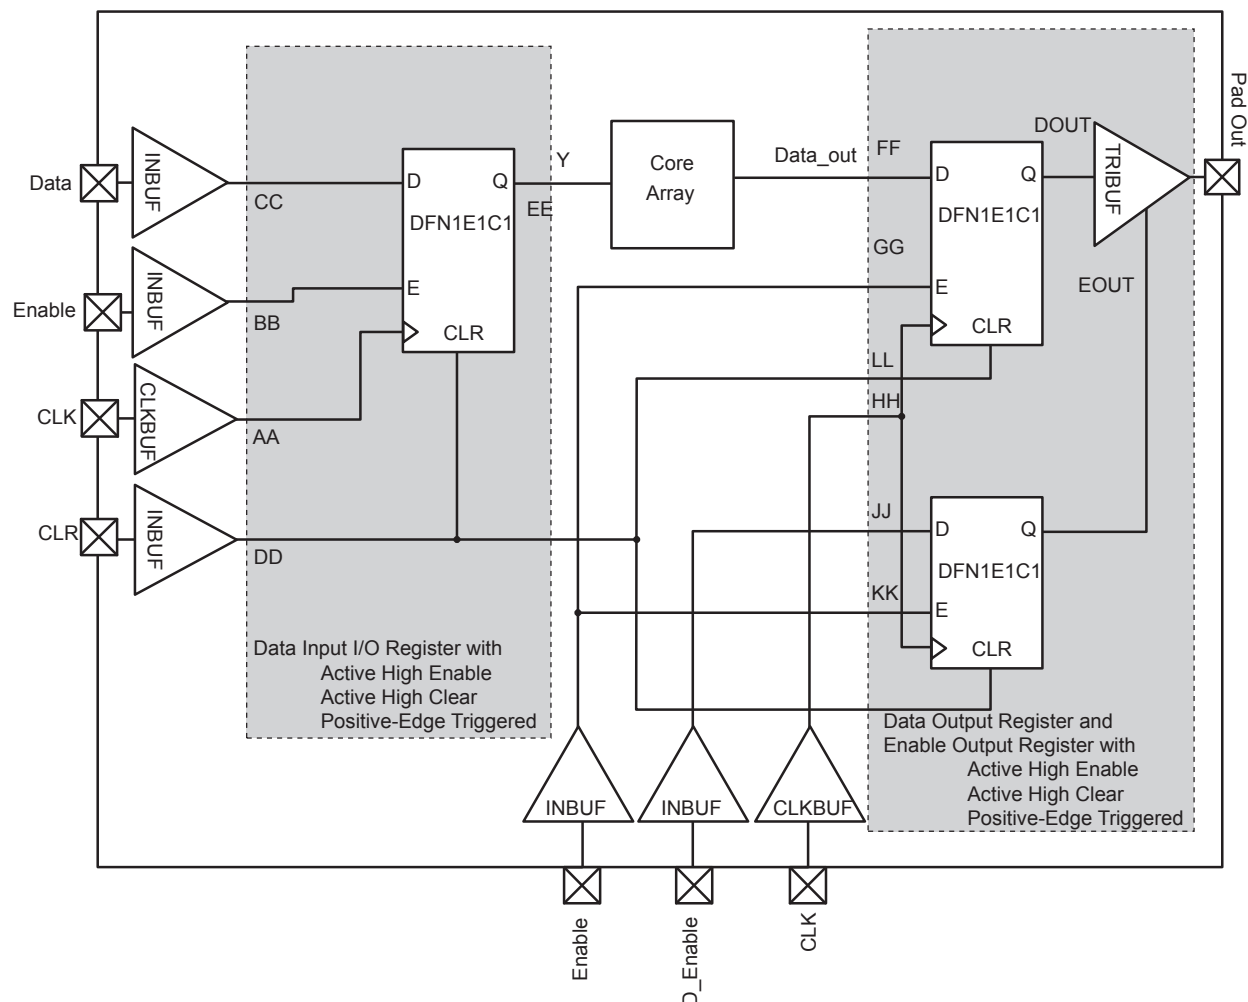 Data
INBUF
CC
Enable
INBUF
BB
CLK
CLKBUF
AA
CLR
INBUF
DD
D
Q
DFN1E1C1
E
CLR
Y
EE
Data Input I/O Register with
Active High Enable
Active High Clear
Positive-Edge Triggered
Core
Array
Data_out
FF
GG
LL
HH
JJ
KK
D
Q
DFN1E1C1
E
CLR
D
Q
DFN1E1C1
E
CLR
DOUT
TRIBUF
EOUT
Pad Out
Data Output Register and
Enable Output Register with
Active High Enable
Active High Clear
Positive-Edge Triggered
INBUF
INBUF
CLKBUF
Enable
D_Enable
CLK